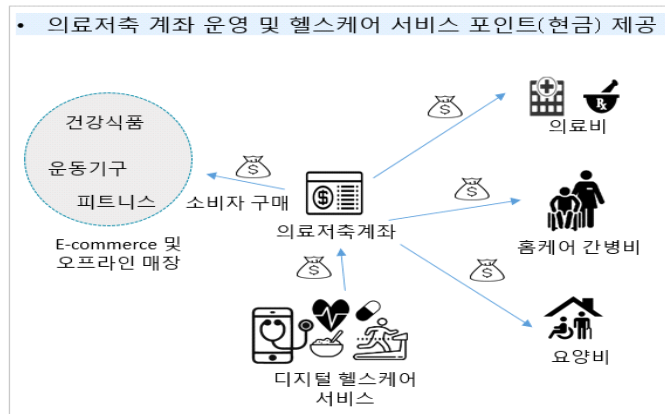 • 의료저축 계좌 운영 및 헬스케어 서비스 포인트(현금) 제공
건강식품
운동기구
피트니스
E-commerce 및
오프라인 매장
소비자 구매
의료저축계좌
디지털 헬스케어
서비스
의료비
홈케어 간병비
요양비
$
$
$
$
$
$
Rx